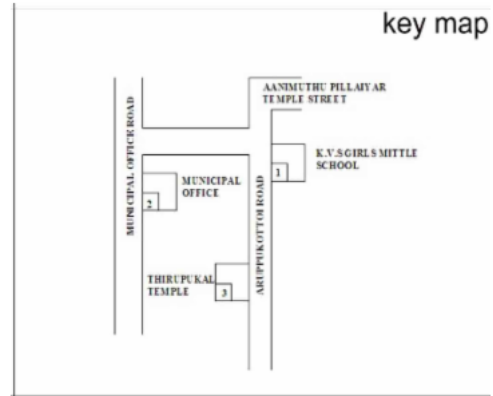 key map
AANIMUTHU PILLAIYAR
TEMPLE STREET
MUNICIPAL OFFICE ROAD
K.V.S GIRLS MITTLE
SCHOOL
1
MUNICIPAL
OFFICE
2
ARUPPUKOTTOI ROAD
THIRUPUKAL
TEMPLE
3